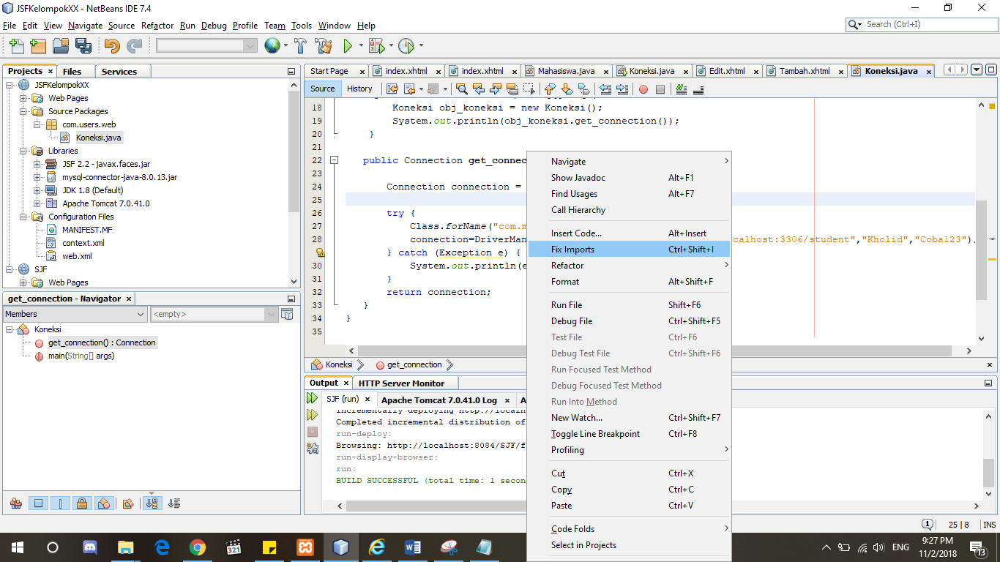 JSFKelompokXX - NetBeans IDE 7.4
File Edit View Navigate Source Refactor Run Debug Profile Team Tools Window Help
Search (Ctrl+I)
Projects Files Services
JSFKelompokXX
Web Pages
Source Packages
com.users.web
Koneksi.java
Libraries
JSF 2.2 - javax.faces.jar
mysql-connector-java-8.0.13.jar
JDK 1.8 (Default)
Apache Tomcat 7.0.41.0
Configuration Files
MANIFEST.MF
context.xml
web.xml
SJF
Web Pages
get_connection - Navigator
Members <empty>
Koneksi
get_connection() : Connection
main(String[] args)
Start Page index.xhtml index.xhtml Mahasiswa.java Koneksi.java Edit.xhtml Tambah.xhtml Koneksi.java
Source History
18 Koneksi obj_koneksi = new Koneksi();
19 System.out.println(obj_koneksi.get_connection());
20 }
21
22 public Connection get_connec
23
24 Connection connection =
25
26 try {
27 Class.forName("com.m
28 connection=DriverMan calhost:3306/student","Kholid","Cobal23")
} catch (Exception e) {
30 System.out.println(e
31 }
32 return connection;
33 }
34 }
35
Koneksi get_connection
Navigate
Show Javadoc Alt+F1
Find Usages Alt+F7
Call Hierarchy
Insert Code... Alt+Insert
Fix Imports Ctrl+Shift+I
Refactor
Format Alt+Shift+F
Run File Shift+F6
Debug File Ctrl+Shift+F5
Test File Ctrl+F6
Debug Test File Ctrl+Shift+F6
Run Focused Test Method
Debug Focused Test Method
Run Into Method
New Watch... Ctrl+Shift+F7
Toggle Line Breakpoint Ctrl+F8
Profiling
Cut Ctrl+X
Copy Ctrl+C
Paste Ctrl+V
Code Folds
Select in Projects
Output HTTP Server Monitor
SJF (run) Apache Tomcat 7.0.41.0 Log A
Incrementally deploying http://localh
Completed incremental distribution of
run-deploy:
Browsing: http://localhost:8084/SJF/f
run-display-browser:
run:
BUILD SUCCESSFUL (total time: 1 secon
1 25 | 8 INS
321
ENG
9:27 PM
11/2/2018
13